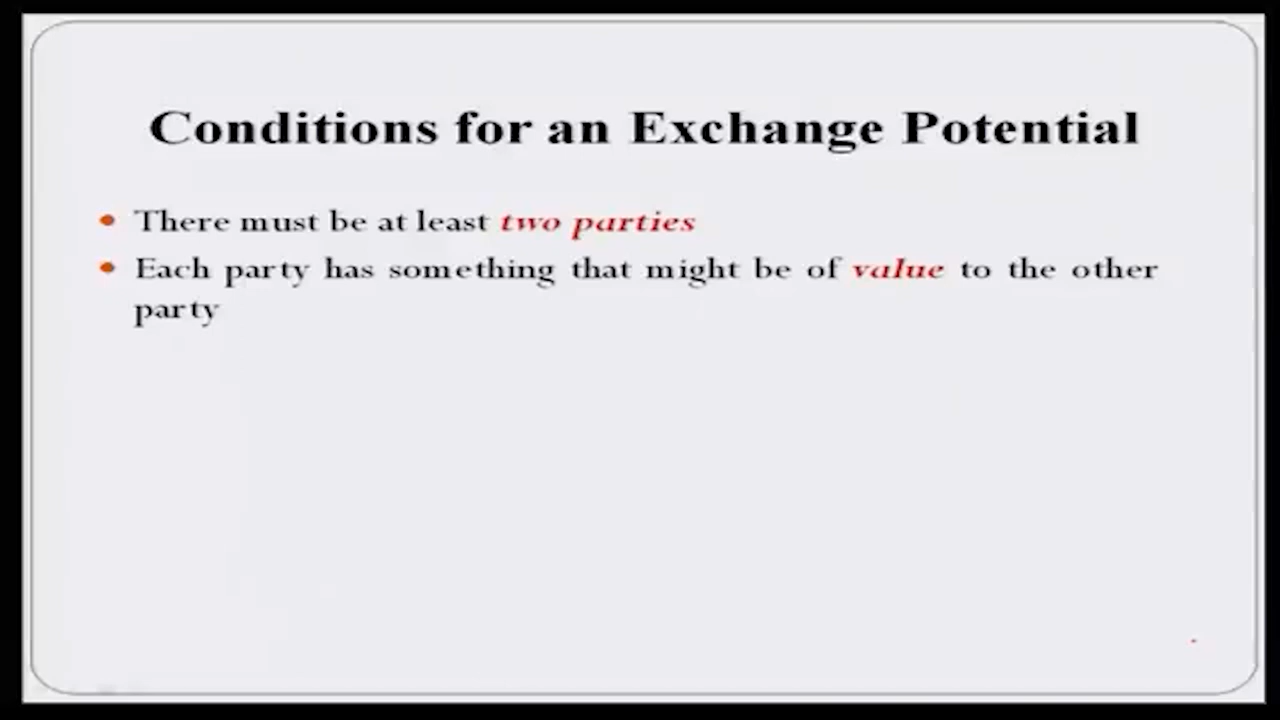 Conditions for an Exchange Potential
There must be at least two parties
Each party has something that might be of value to the other
party